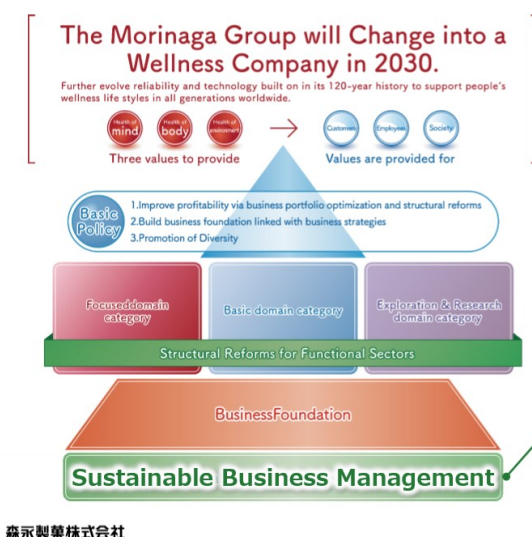 The Morinaga Group will Change into a
Wellness Company in 2030.
Further evolve reliability and technology built on in its 120-year history to support people's
wellness life styles in all generations worldwide.
Health of mind
Health of body
Health of environment
Customers
Employees
Society
Three values to provide
Values are provided for
Basic Policy
1.Improve profitability via business portfolio optimization and structural reforms
2.Build business foundation linked with business strategies
3.Promotion of Diversity
Focuseddomain
category
Basic domain category
Exploration & Research
domain category
Structural Reforms for Functional Sectors
BusinessFoundation
Sustainable Business Management
森永製菓株式会社